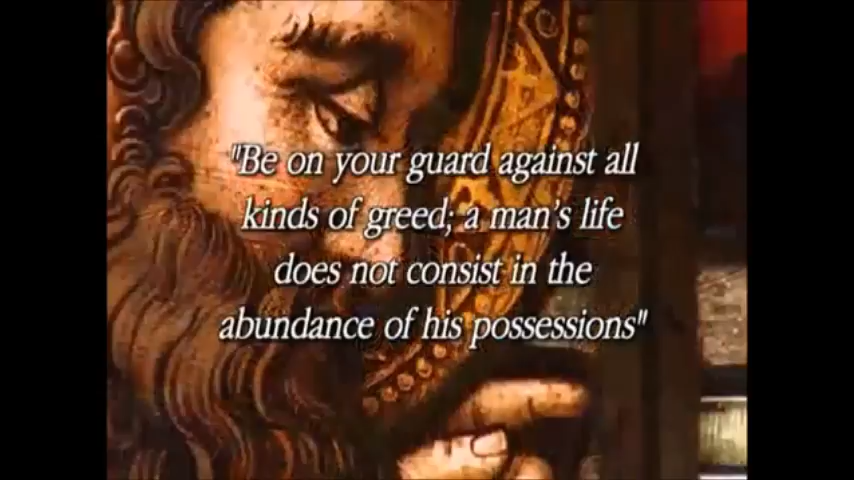 "Be on your guard against all
kinds of greed; a man's life
does not consist in the
abundance of his possessions"